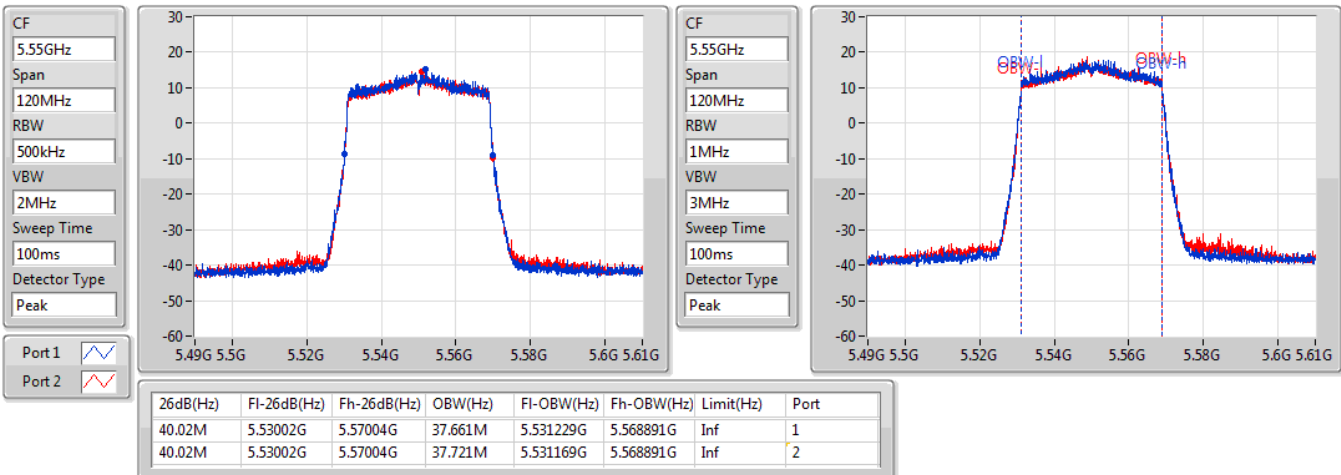 CF
5.55GHz
Span
120MHz
RBW
500kHz
VBW
2MHz
Sweep Time
100ms
Detector Type
Peak
Port 1
Port 2
30
20
10
0
-10
-20
-30
-40
-50
-60
5.49G 5.5G 5.52G 5.54G 5.56G 5.58G 5.6G 5.61G
CF
5.55GHz
Span
120MHz
RBW
1MHz
VBW
3MHz
Sweep Time
100ms
Detector Type
Peak
30
20
10
0
-10
-20
-30
-40
-50
-60
OBW-l OBW-h
OBW-l OBW-h
5.49G 5.5G 5.52G 5.54G 5.56G 5.58G 5.6G 5.61G
26dB(Hz) Fl-26dB(Hz) Fh-26dB(Hz) OBW(Hz) Fl-OBW(Hz) Fh-OBW(Hz) Limit(Hz) Port
40.02M 5.53002G 5.57004G 37.661M 5.531229G 5.568891G Inf 1
40.02M 5.53002G 5.57004G 37.721M 5.531169G 5.568891G Inf 2